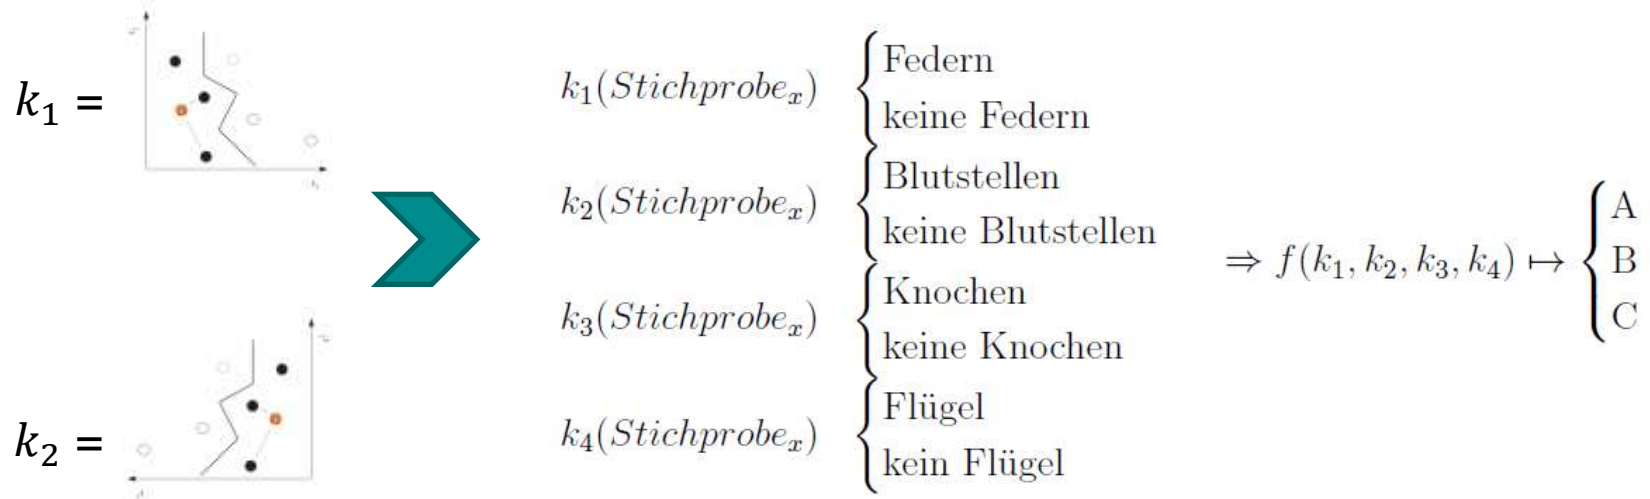 k₁ =
k₂ =
k₁(Stichprobeₓ) { Federn
keine Federn
k₂(Stichprobeₓ) { Blutstellen
keine Blutstellen
k₃(Stichprobeₓ) { Knochen
keine Knochen
k₄(Stichprobeₓ) { Flügel
kein Flügel
⇒ f(k₁, k₂, k₃, k₄) ↦ { A
B
C